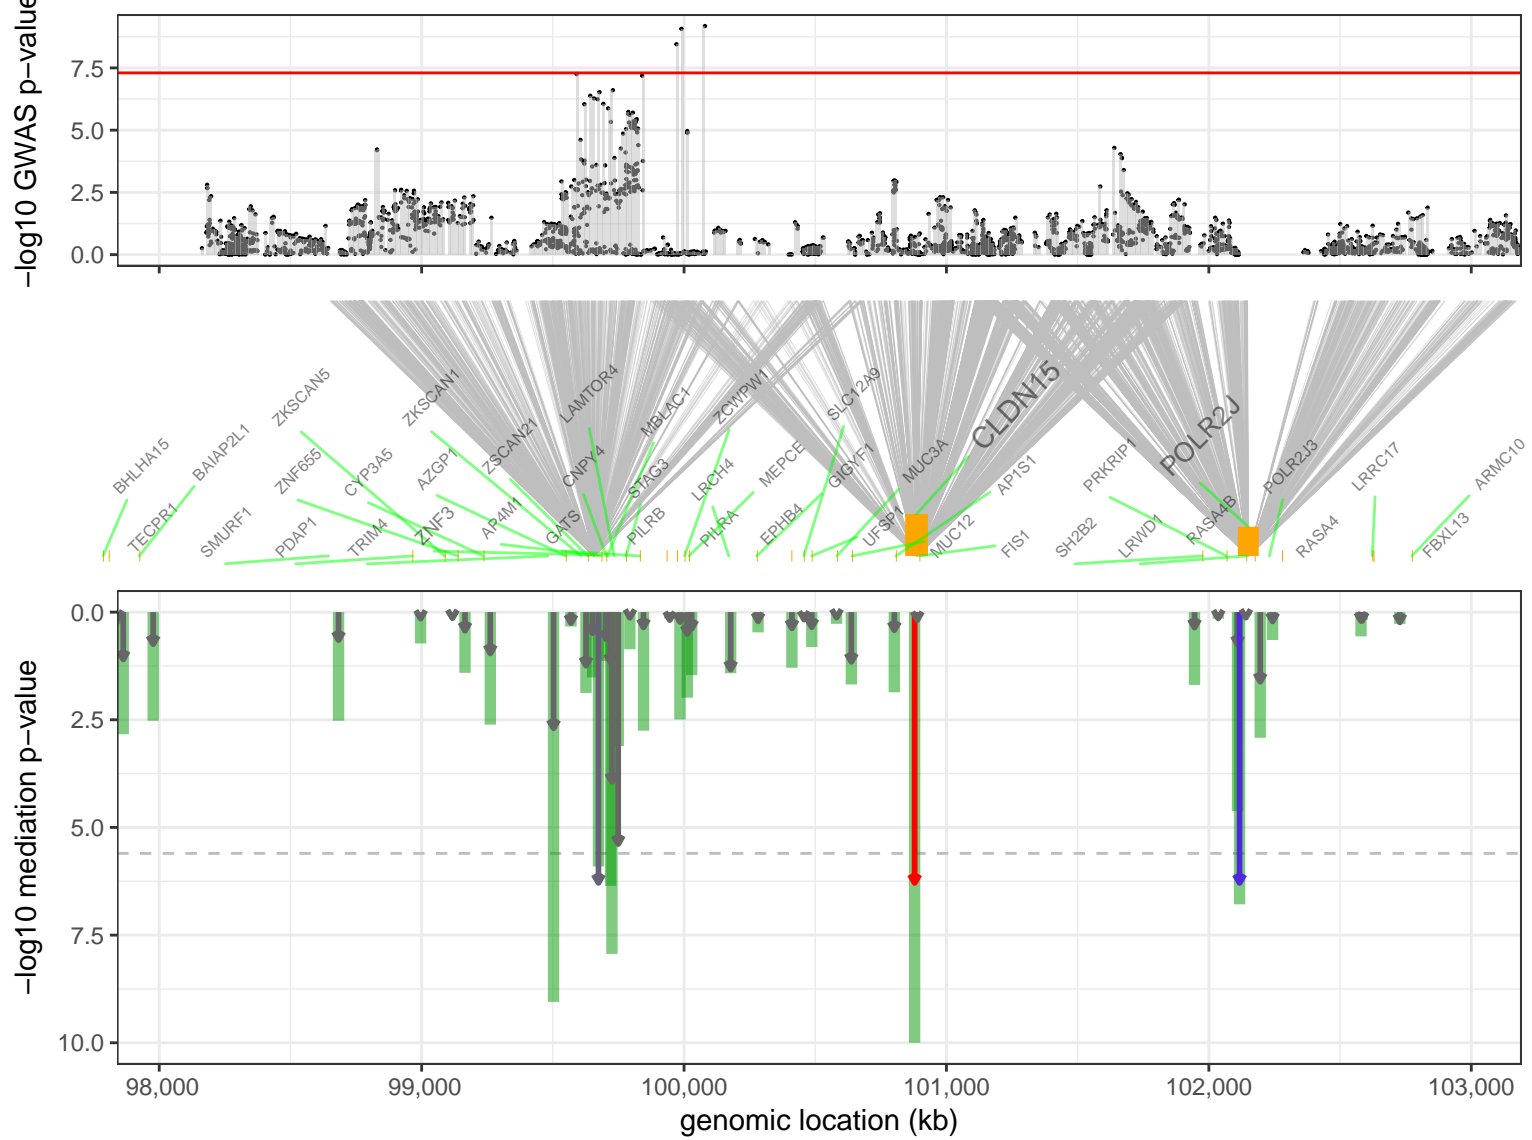 −log10 GWAS p−value
7.5
5.0
2.5
0.0
ZKSCAN5
ZKSCAN1
LAMTOR4
MBLAC1
ZCWPW1
SLC12A9
CLDN15
POLR2J
BHLHA15
BAIAP2L1
ZNF655
CYP3A5
AZGP1
ZSCAN21
CNPY4
STAG3
LRCH4
MEPCE
GIGYF1
MUC3A
AP1S1
PRKRIP1
POLR2J3
LRRC17
ARMC10
TECPR1
SMURF1
PDAP1
TRIM4
ZNF3
AP4M1
GATS
PILRB
PILRA
EPHB4
UFSP1
MUC12
FIS1
SH2B2
LRWD1
RASA4B
RASA4
FBXL13
−log10 mediation p−value
0.0
2.5
5.0
7.5
10.0
98,000
99,000
100,000
101,000
102,000
103,000
genomic location (kb)